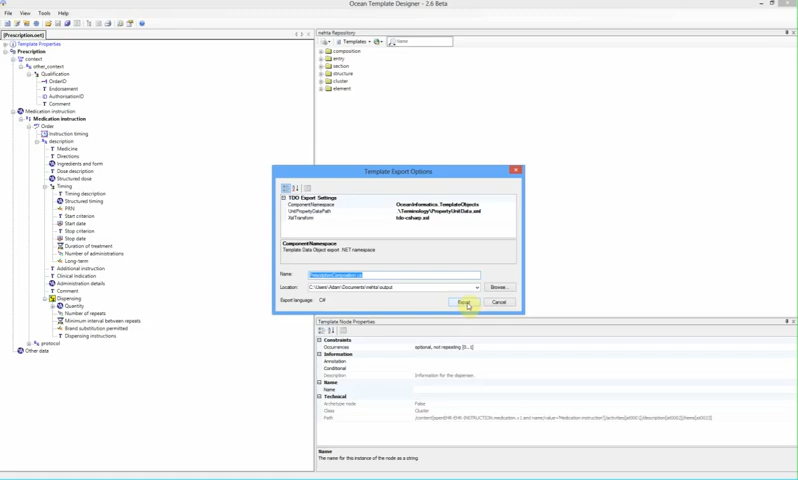 Ocean Template Designer - 2.6 Beta
File View Tools Help
[Prescription.oet]
nehta Repository
Templates
Name
Template Properties
Prescription
context
other_context
Qualification
OrderID
Endorsement
AuthorisationID
Comment
Medication instruction
Medication instruction
Order
Instruction timing
description
Medicine
Directions
Ingredients and form
Dose description
Structured dose
Timing
Timing description
Structured timing
PRN
Start criterion
Start date
Stop criterion
Stop date
Duration of treatment
Number of administrations
Long-term
Additional instruction
Clinical Indication
Administration details
Comment
Dispensing
Quantity
Number of repeats
Minimum interval between repeats
Brand substitution permitted
Dispensing instructions
protocol
Other data
composition
entry
section
structure
cluster
element
Template Export Options
TDO Export Settings
ComponentNamespace OceanInformatics.TemplateObjects
UnitPropertyDataPath .\Terminology\PropertyUnitData.xml
XslTransform tdo-csharp.xsl
ComponentNamespace
Template Data Object export .NET namespace
Name: PrescriptionComposition.cs
Location: C:\Users\Adam\Documents\nehta\output
Browse...
Export language: C#
Export Cancel
Template Node Properties
Constraints
Occurrences optional, not repeating [0..1]
Information
Annotation
Conditional
Description Information for the dispenser.
Name
Name
Technical
Archetype node False
Class Cluster
Name
The name for this instance of the node as a string